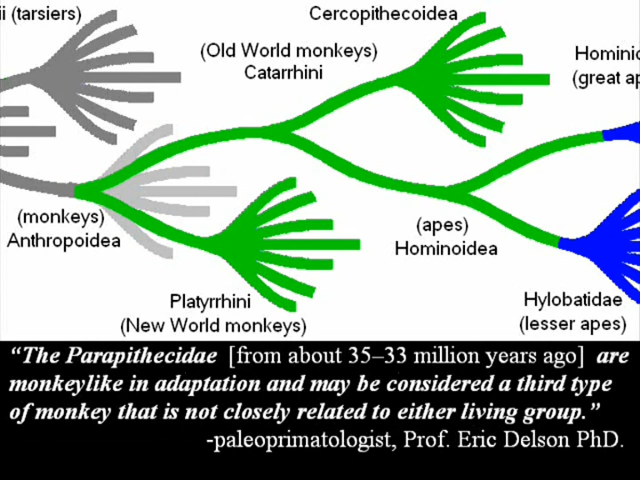 ii (tarsiers)
Cercopithecoidea
(Old World monkeys)
Catarrhini
Hominic
(great ap
(monkeys)
Anthropoidea
(apes)
Hominoidea
Platyrrhini
(New World monkeys)
Hylobatidae
(lesser apes)
“The Parapithecidae [from about 35–33 million years ago] are
monkeylike in adaptation and may be considered a third type
of monkey that is not closely related to either living group.”
-paleoprimatologist, Prof. Eric Delson PhD.